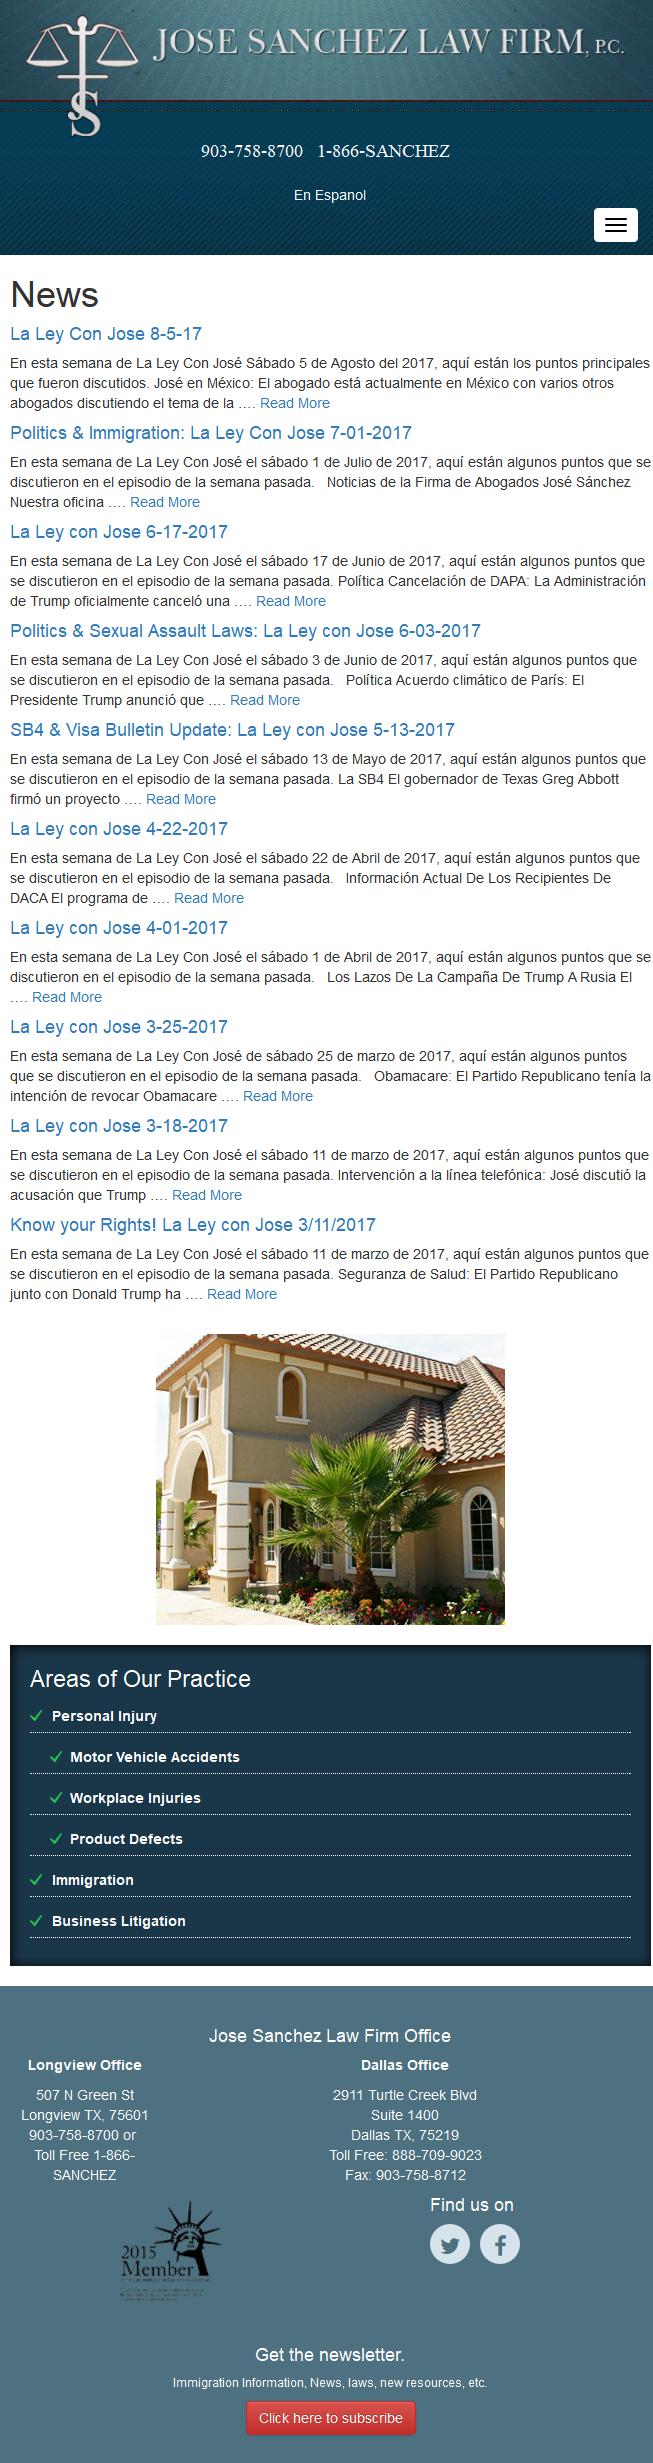 JOSE SANCHEZ LAW FIRM, P.C.
JS
903-758-8700 1-866-SANCHEZ
En Espanol
News
La Ley Con Jose 8-5-17
En esta semana de La Ley Con José Sábado 5 de Agosto del 2017, aquí están los puntos principales
que fueron discutidos. José en México: El abogado está actualmente en México con varios otros
abogados discutiendo el tema de la …. Read More
Politics & Immigration: La Ley Con Jose 7-01-2017
En esta semana de La Ley Con José el sábado 1 de Julio de 2017, aquí están algunos puntos que se
discutieron en el episodio de la semana pasada. Noticias de la Firma de Abogados José Sánchez
Nuestra oficina …. Read More
La Ley con Jose 6-17-2017
En esta semana de La Ley Con José el sábado 17 de Junio de 2017, aquí están algunos puntos que
se discutieron en el episodio de la semana pasada. Política Cancelación de DAPA: La Administración
de Trump oficialmente canceló una …. Read More
Politics & Sexual Assault Laws: La Ley con Jose 6-03-2017
En esta semana de La Ley Con José el sábado 3 de Junio de 2017, aquí están algunos puntos que
se discutieron en el episodio de la semana pasada. Política Acuerdo climático de París: El
Presidente Trump anunció que …. Read More
SB4 & Visa Bulletin Update: La Ley con Jose 5-13-2017
En esta semana de La Ley Con José el sábado 13 de Mayo de 2017, aquí están algunos puntos que
se discutieron en el episodio de la semana pasada. La SB4 El gobernador de Texas Greg Abbott
firmó un proyecto …. Read More
La Ley con Jose 4-22-2017
En esta semana de La Ley Con José el sábado 22 de Abril de 2017, aquí están algunos puntos que
se discutieron en el episodio de la semana pasada. Información Actual De Los Recipientes De
DACA El programa de …. Read More
La Ley con Jose 4-01-2017
En esta semana de La Ley Con José el sábado 1 de Abril de 2017, aquí están algunos puntos que se
discutieron en el episodio de la semana pasada. Los Lazos De La Campaña De Trump A Rusia El
…. Read More
La Ley con Jose 3-25-2017
En esta semana de La Ley Con José de sábado 25 de marzo de 2017, aquí están algunos puntos
que se discutieron en el episodio de la semana pasada. Obamacare: El Partido Republicano tenía la
intención de revocar Obamacare …. Read More
La Ley con Jose 3-18-2017
En esta semana de La Ley Con José el sábado 11 de marzo de 2017, aquí están algunos puntos que
se discutieron en el episodio de la semana pasada. Intervención a la línea telefónica: José discutió la
acusación que Trump …. Read More
Know your Rights! La Ley con Jose 3/11/2017
En esta semana de La Ley Con José el sábado 11 de marzo de 2017, aquí están algunos puntos que
se discutieron en el episodio de la semana pasada. Seguranza de Salud: El Partido Republicano
junto con Donald Trump ha …. Read More
Areas of Our Practice
Personal Injury
Motor Vehicle Accidents
Workplace Injuries
Product Defects
Immigration
Business Litigation
Jose Sanchez Law Firm Office
Longview Office
507 N Green St
Longview TX, 75601
903-758-8700 or
Toll Free 1-866-
SANCHEZ
Dallas Office
2911 Turtle Creek Blvd
Suite 1400
Dallas TX, 75219
Toll Free: 888-709-9023
Fax: 903-758-8712
2015
Member
Find us on
Get the newsletter.
Immigration Information, News, laws, new resources, etc.
Click here to subscribe